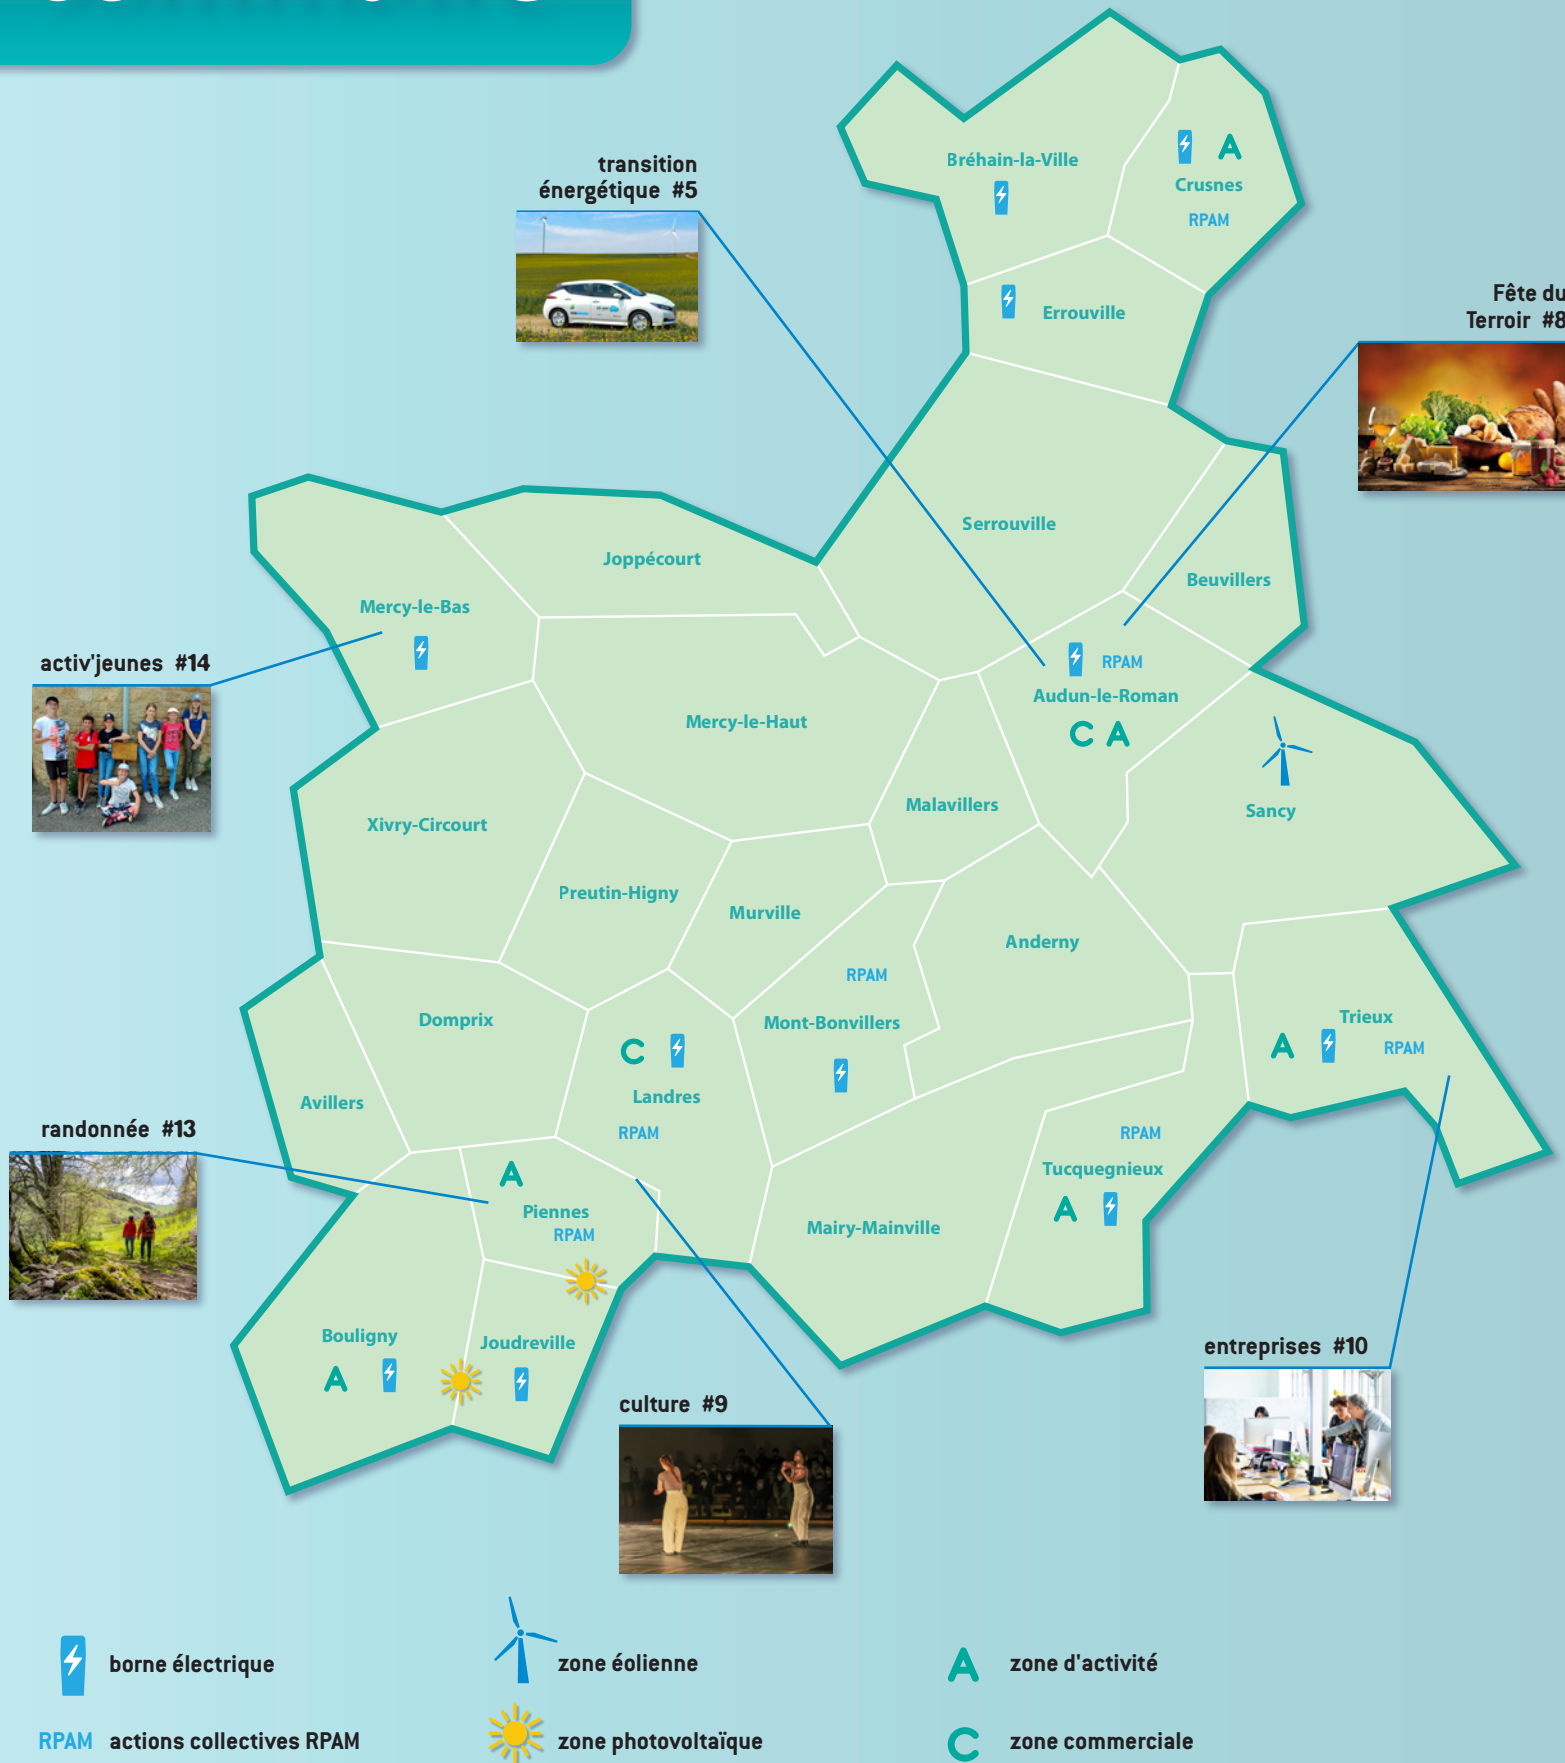 transition
énergétique #5
Bréhain-la-Ville
A
Crusnes
RPAM
Errouville
Fête du
Terroir #8
Serrouville
Joppécourt
Beuvillers
Mercy-le-Bas
activ'jeunes #14
RPAM
Audun-le-Roman
C A
Mercy-le-Haut
Malavillers
Sancy
Xivry-Circourt
Preutin-Higny
Murville
Anderny
RPAM
Mont-Bonvillers
Domprix
Trieux
A RPAM
C
Landres
RPAM
Avillers
randonnée #13
RPAM
Tucquegnieux
A
A
Piennes
RPAM
Mairy-Mainville
Bouligny
A
Joudreville
entreprises #10
culture #9
borne électrique
zone éolienne
A zone d'activité
RPAM actions collectives RPAM
zone photovoltaïque
C zone commerciale